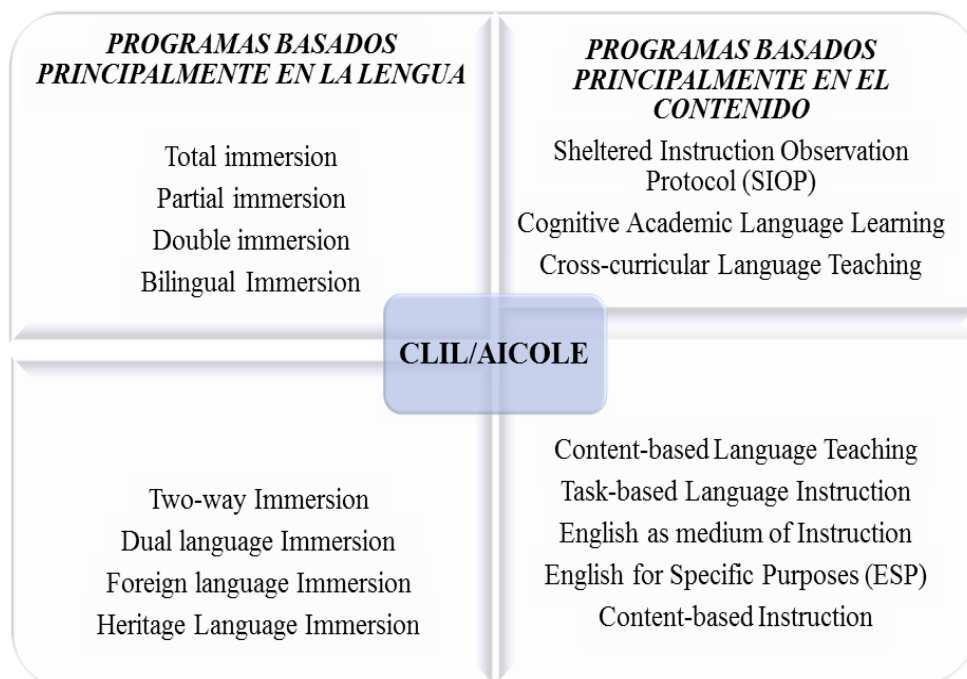 PROGRAMAS BASADOS
PRINCIPALMENTE EN LA LENGUA
Total immersion
Partial immersion
Double immersion
Bilingual Immersion
PROGRAMAS BASADOS
PRINCIPALMENTE EN EL
CONTENIDO
Sheltered Instruction Observation
Protocol (SIOP)
Cognitive Academic Language Learning
Cross-curricular Language Teaching
CLIL/AICOLE
Two-way Immersion
Dual language Immersion
Foreign language Immersion
Heritage Language Immersion
Content-based Language Teaching
Task-based Language Instruction
English as medium of Instruction
English for Specific Purposes (ESP)
Content-based Instruction